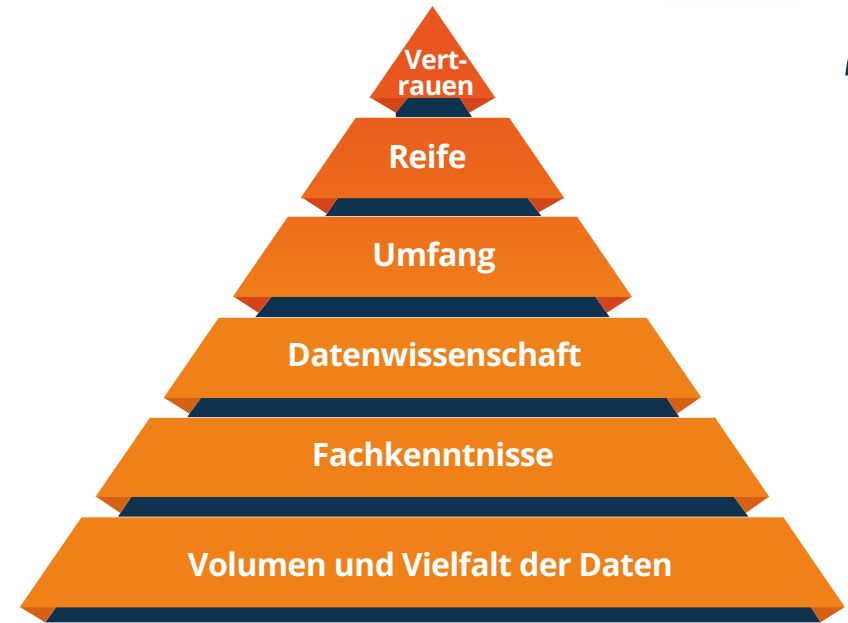 Vert-
rauen
Reife
Umfang
Datenwissenschaft
Fachkenntnisse
Volumen und Vielfalt der Daten